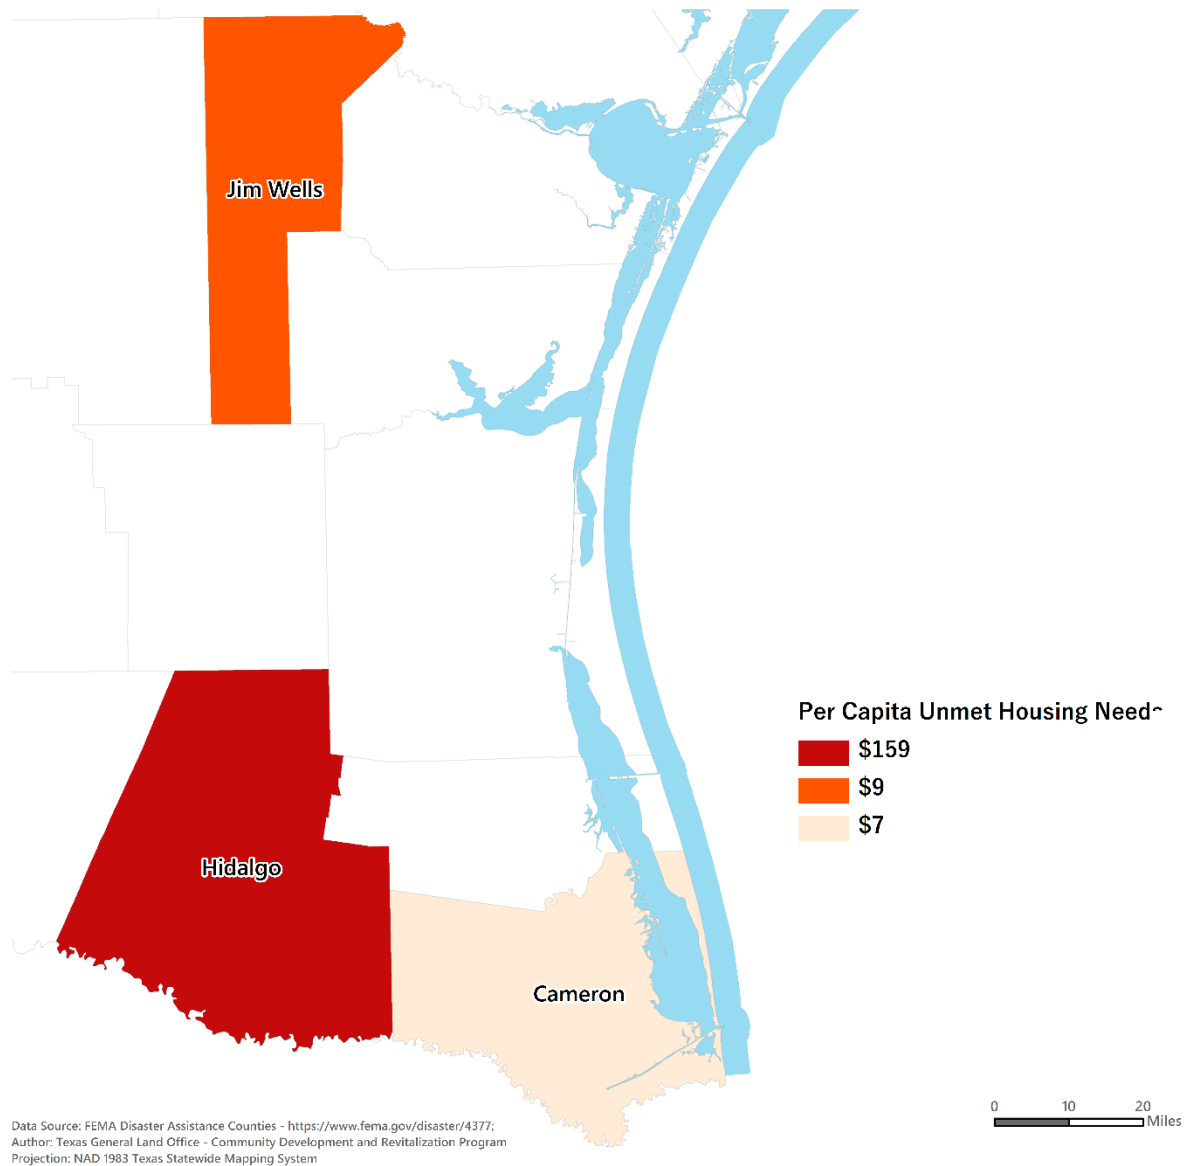 Jim Wells
Per Capita Unmet Housing Need
$159
$9
$7
Hidalgo
Cameron
0 10 20
Miles
Data Source: FEMA Disaster Assistance Counties - https://www.fema.gov/disaster/4377;
Author: Texas General Land Office - Community Development and Revitalization Program
Projection: NAD 1983 Texas Statewide Mapping System